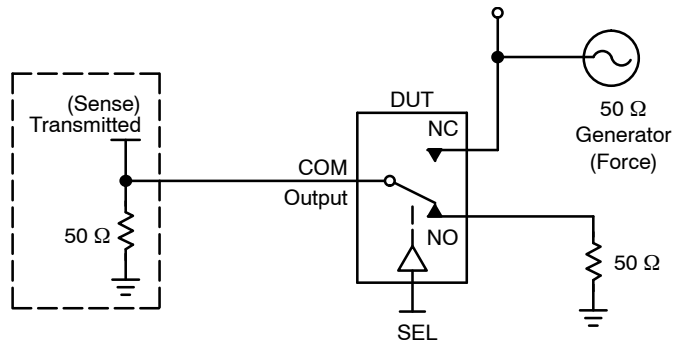 (Sense)
Transmitted
50 Ω
COM
Output
DUT
NC
NO
SEL
50 Ω
Generator
(Force)
50 Ω